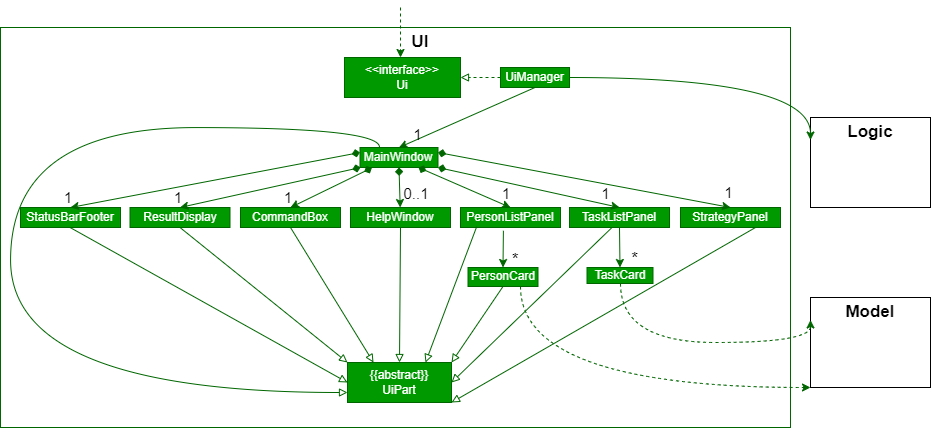 UI
<<interface>>
Ui
UiManager
Logic
1
MainWindow
1
1
1
0..1
1
1
1
StatusBarFooter
ResultDisplay
CommandBox
HelpWindow
PersonListPanel
TaskListPanel
StrategyPanel
*
*
PersonCard
TaskCard
Model
{{abstract}}
UiPart